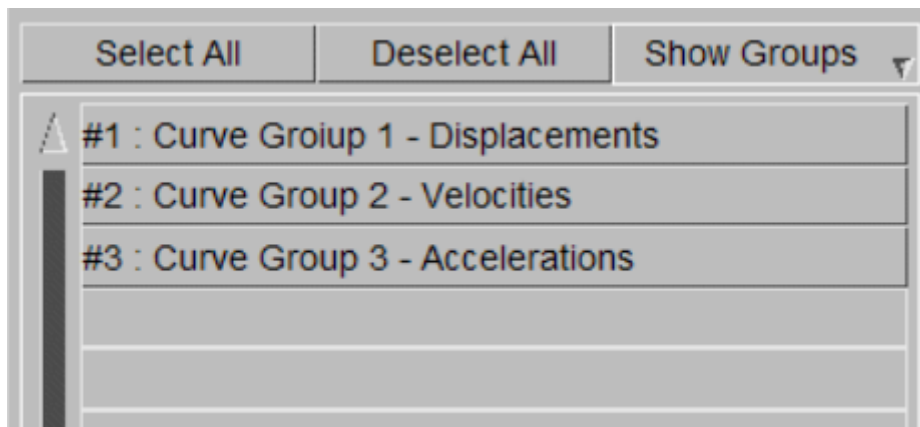 Select All Deselect All Show Groups
#1 : Curve Groiup 1 - Displacements
#2 : Curve Group 2 - Velocities
#3 : Curve Group 3 - Accelerations